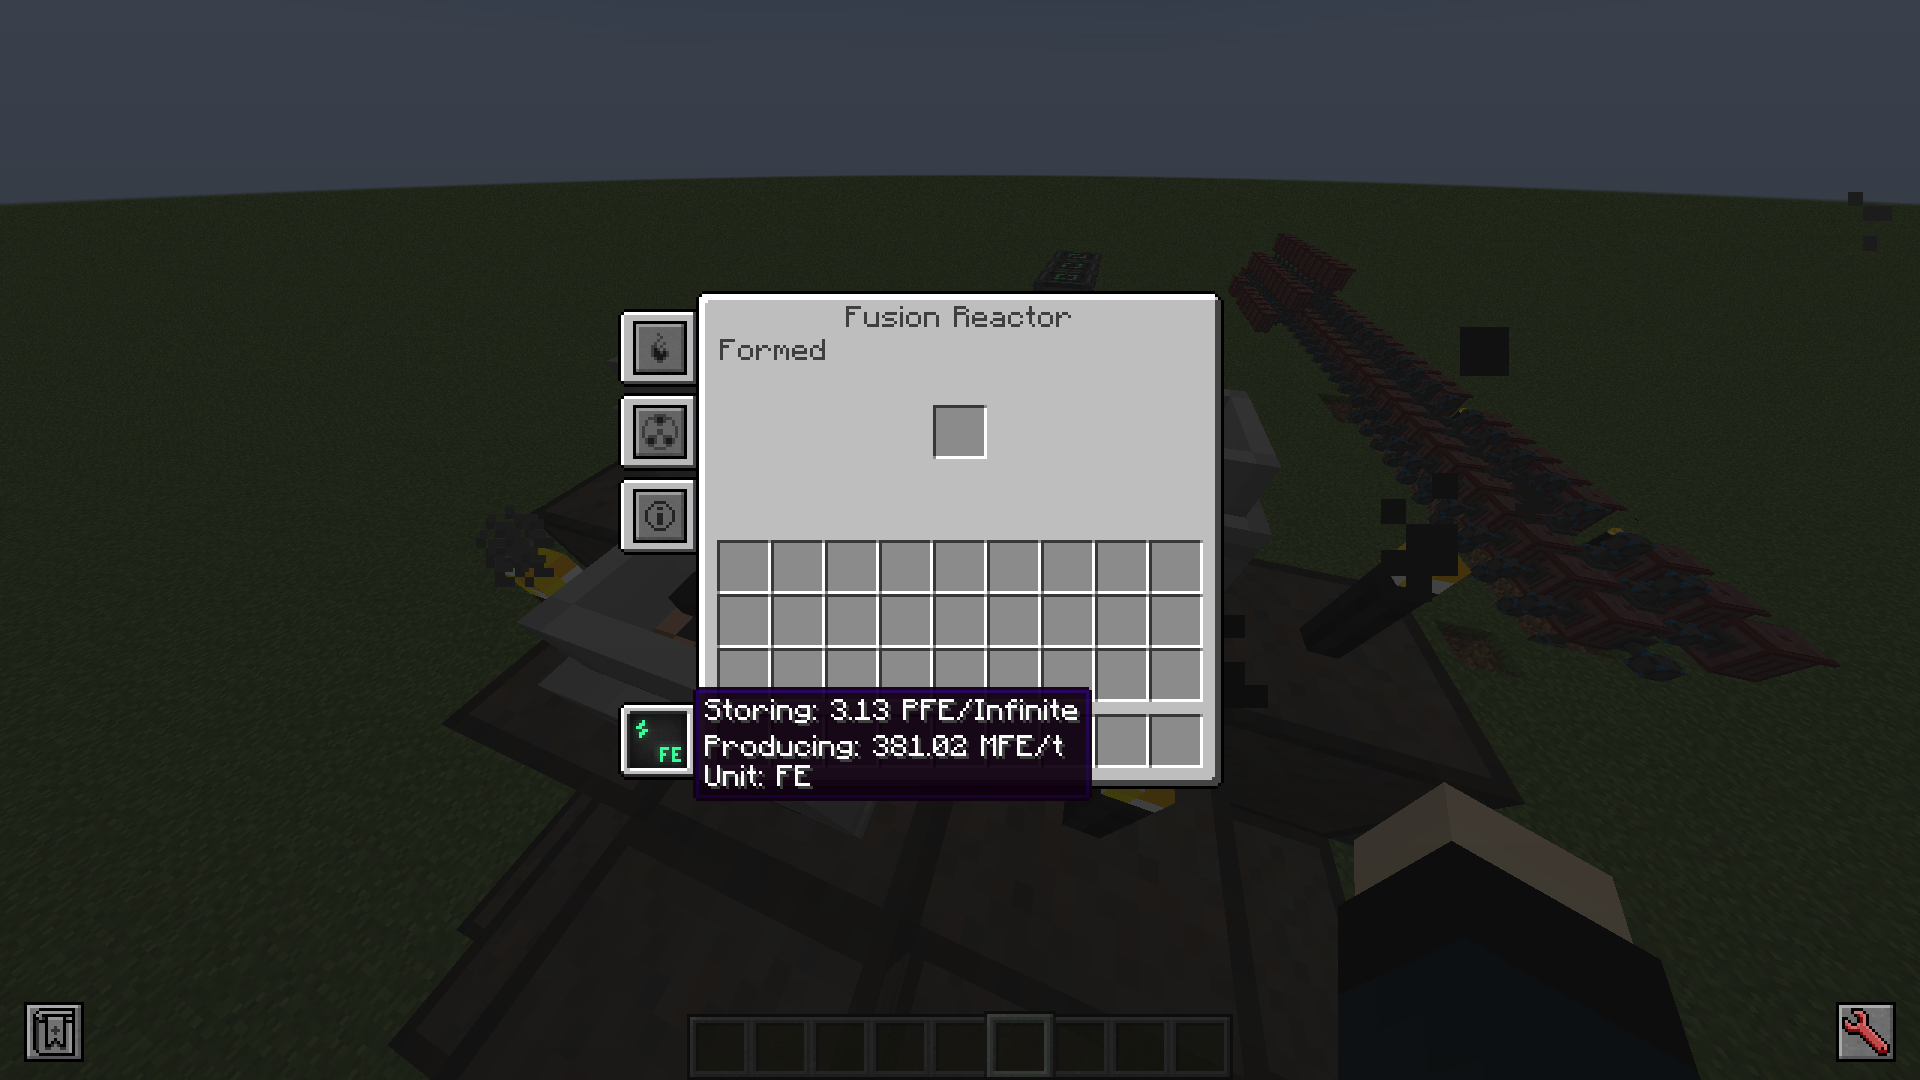 Fusion Reactor
Formed
FE
Storing: 3.13 PFE/Infinite
Producing: 381.02 MFE/t
Unit: FE